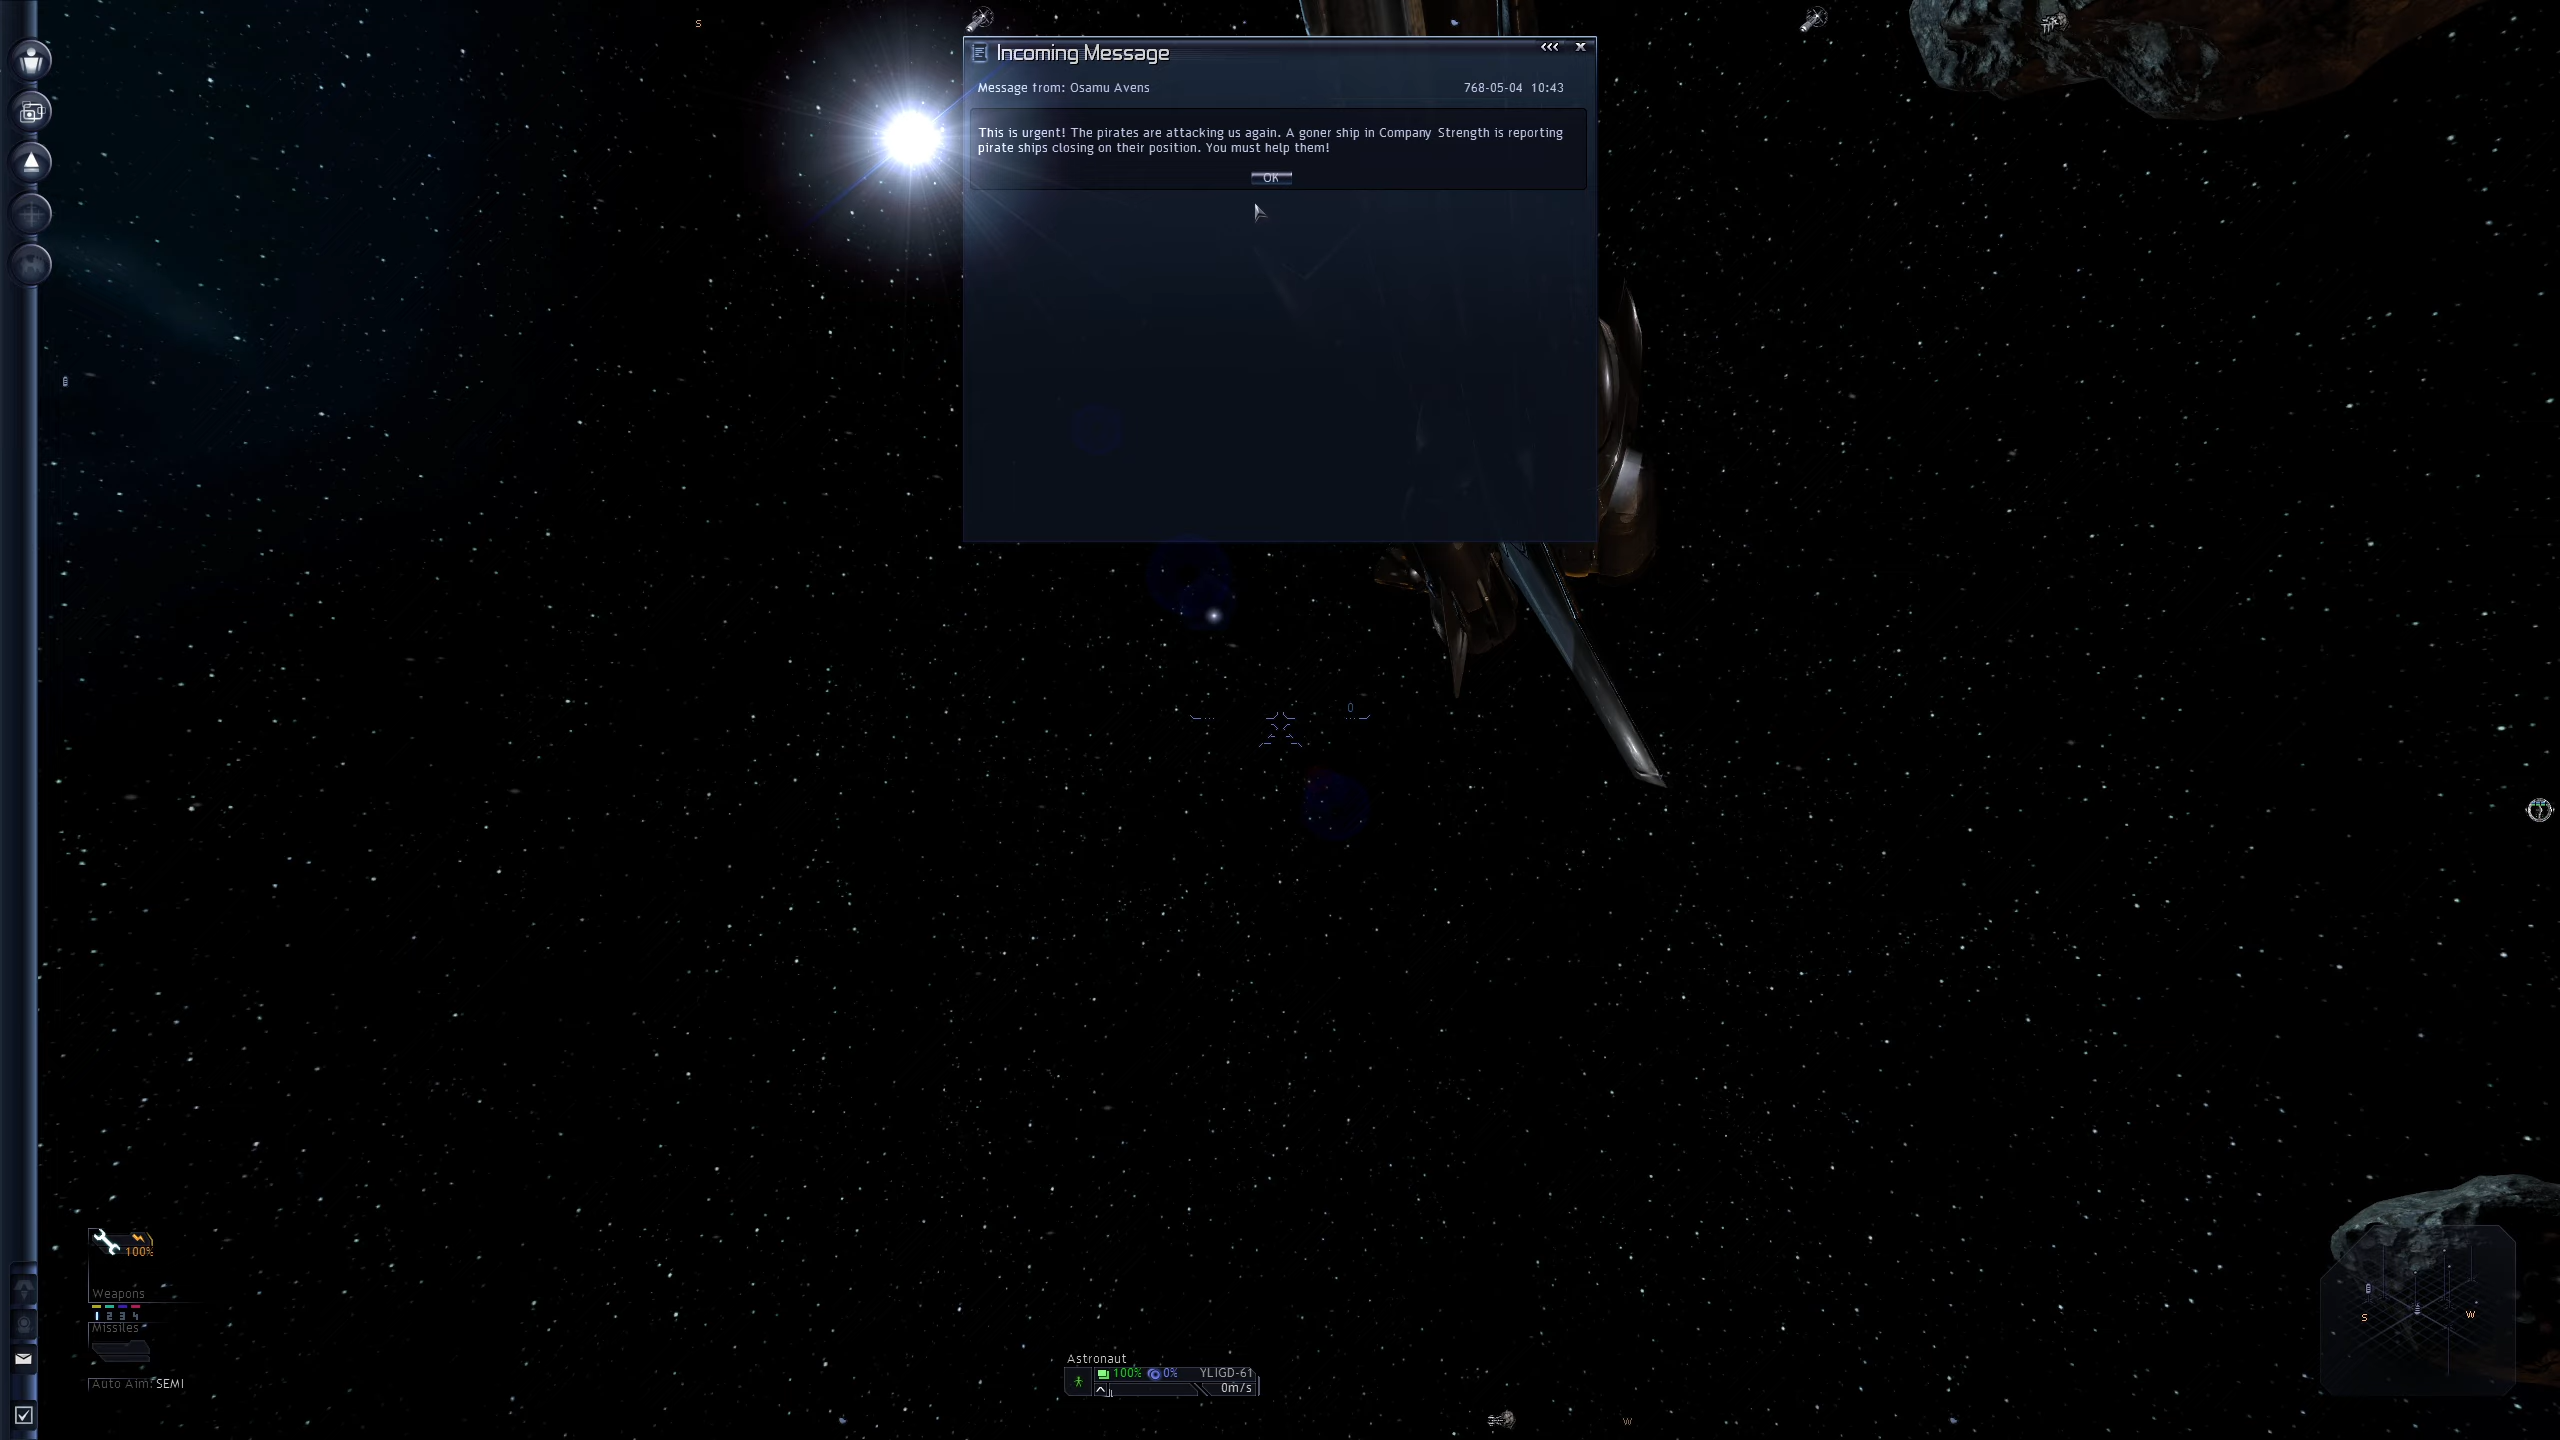 S
Incoming Message
Message from: Osamu Avens 768-05-04 10:43
This is urgent! The pirates are attacking us again. A goner ship in Company Strength is reporting
pirate ships closing on their position. You must help them!
OK
0
100%
Weapons
1 2 3 4
Missiles
Auto Aim: SEMI
Astronaut
100% 0% YLIGD-61
0m/s
S W
W